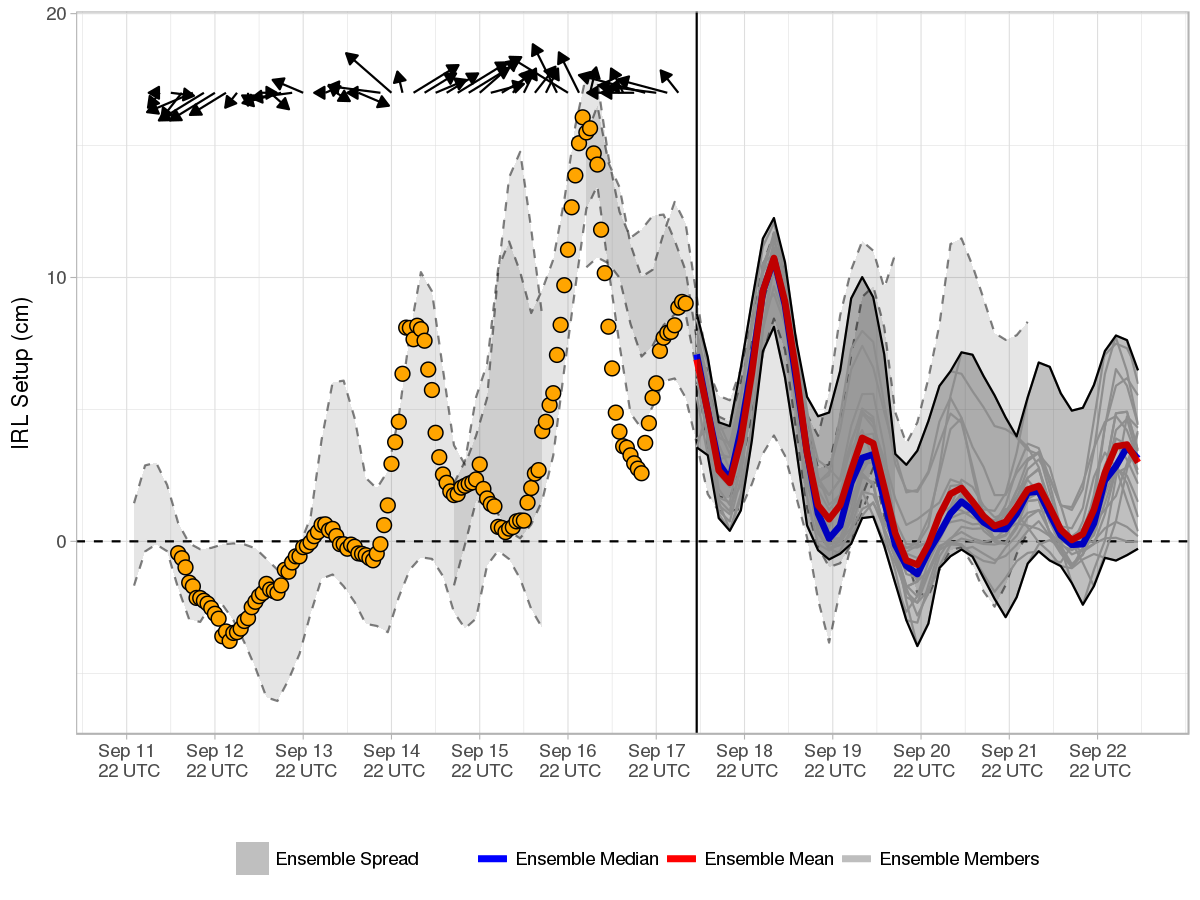 20
10
0
IRL Setup (cm)
Sep 11 Sep 12 Sep 13 Sep 14 Sep 15 Sep 16 Sep 17 Sep 18 Sep 19 Sep 20 Sep 21 Sep 22
22 UTC 22 UTC 22 UTC 22 UTC 22 UTC 22 UTC 22 UTC 22 UTC 22 UTC 22 UTC 22 UTC 22 UTC
Ensemble Spread Ensemble Median Ensemble Mean Ensemble Members